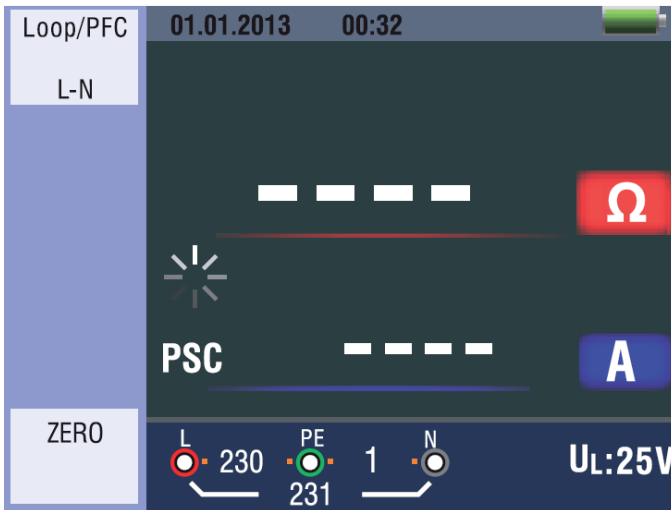 Loop/PFC
L-N
01.01.2013 00:32
---- Ω
PSC ---- A
ZERO
L PE N
230 1
231
UL:25V